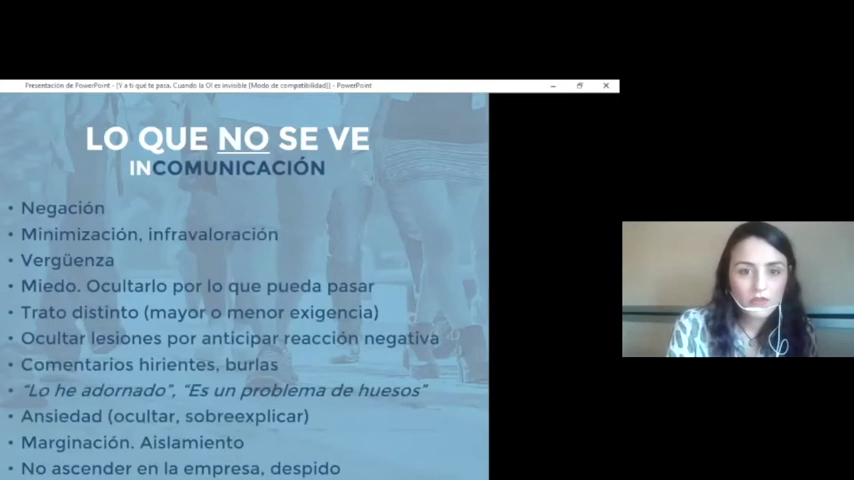 Presentación de PowerPoint - [Y a ti qué te pasa. Cuando la OI es invisible [Modo de compatibilidad]] - PowerPoint
LO QUE NO SE VE
INCOMUNICACIÓN
• Negación
• Minimización, infravaloración
• Vergüenza
• Miedo. Ocultarlo por lo que pueda pasar
• Trato distinto (mayor o menor exigencia)
• Ocultar lesiones por anticipar reacción negativa
• Comentarios hirientes, burlas
• "Lo he adornado", "Es un problema de huesos"
• Ansiedad (ocultar, sobreexplicar)
• Marginación. Aislamiento
• No ascender en la empresa, despido